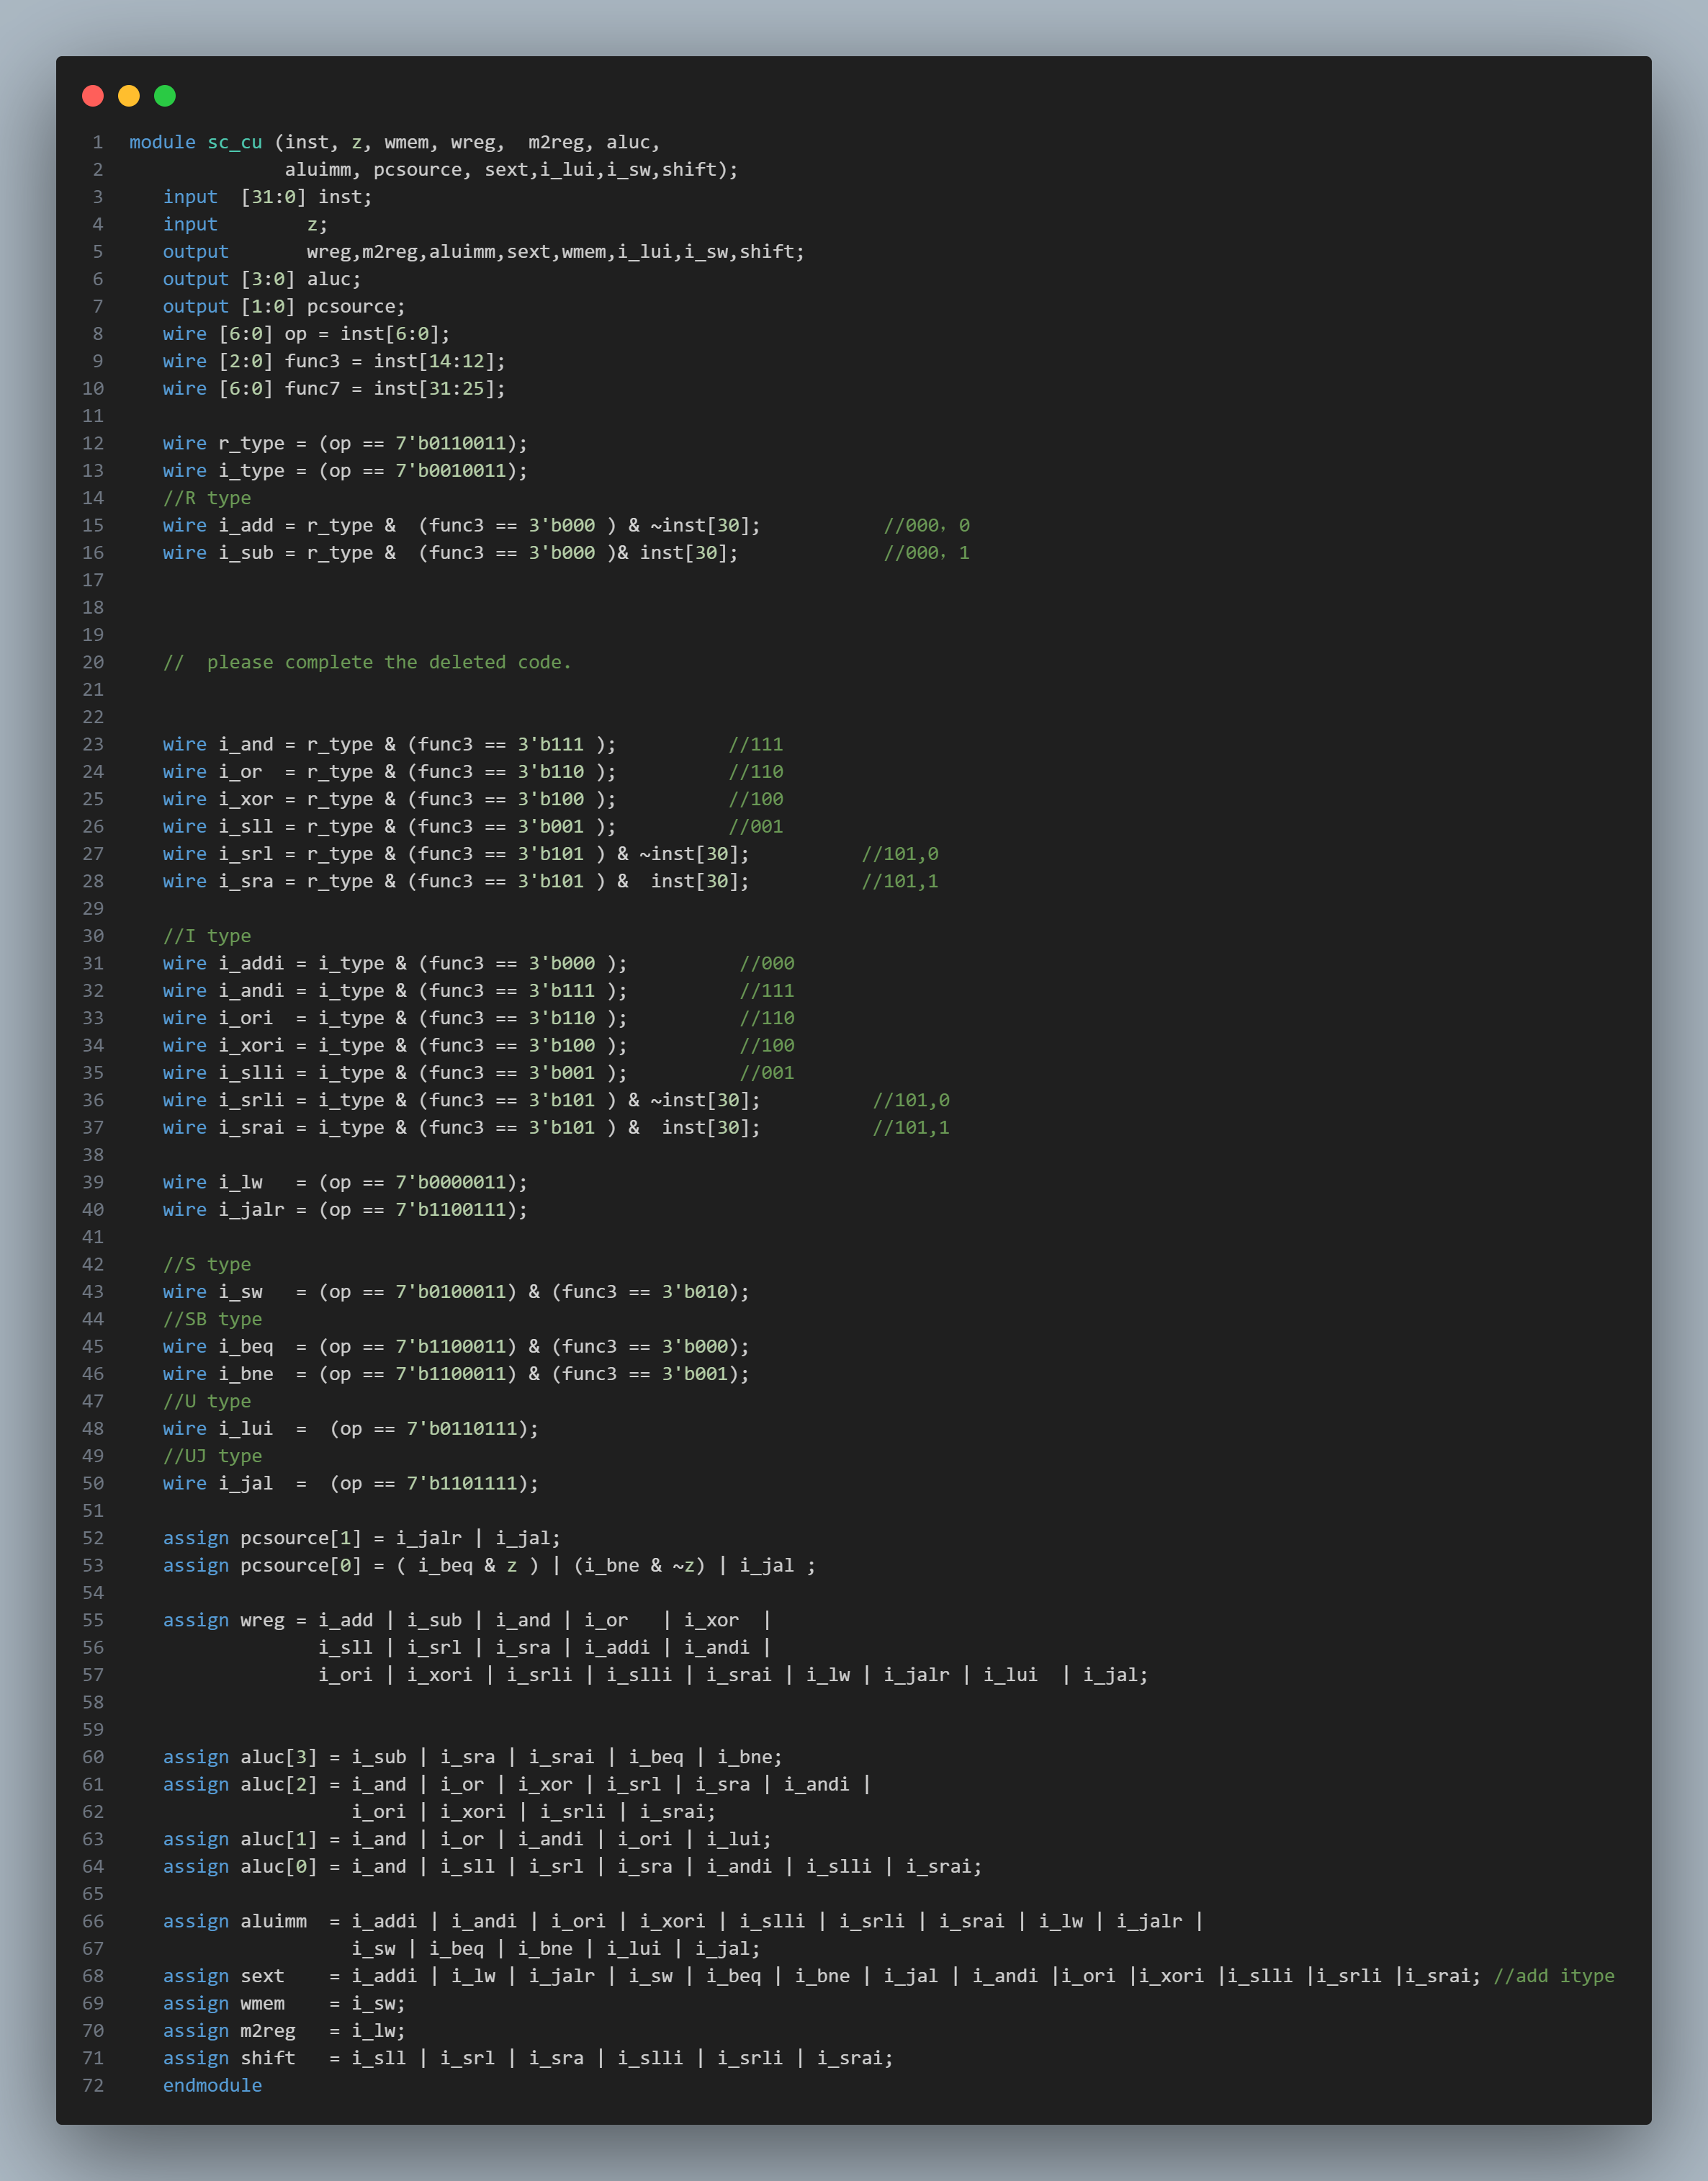 1 module sc_cu (inst, z, wmem, wreg,  m2reg, aluc,
2               aluimm, pcsource, sext,i_lui,i_sw,shift);
3    input  [31:0] inst;
4    input        z;
5    output       wreg,m2reg,aluimm,sext,wmem,i_lui,i_sw,shift;
6    output [3:0] aluc;
7    output [1:0] pcsource;
8    wire [6:0] op = inst[6:0];
9    wire [2:0] func3 = inst[14:12];
10    wire [6:0] func7 = inst[31:25];
11
12    wire r_type = (op == 7'b0110011);
13    wire i_type = (op == 7'b0010011);
14    //R type
15    wire i_add = r_type &  (func3 == 3'b000 ) & ~inst[30];           //000，0
16    wire i_sub = r_type &  (func3 == 3'b000 )& inst[30];             //000，1
17
18
19
20    //  please complete the deleted code.
21
22
23    wire i_and = r_type & (func3 == 3'b111 );          //111
24    wire i_or  = r_type & (func3 == 3'b110 );          //110
25    wire i_xor = r_type & (func3 == 3'b100 );          //100
26    wire i_sll = r_type & (func3 == 3'b001 );          //001
27    wire i_srl = r_type & (func3 == 3'b101 ) & ~inst[30];          //101,0
28    wire i_sra = r_type & (func3 == 3'b101 ) &  inst[30];          //101,1
29
30    //I type
31    wire i_addi = i_type & (func3 == 3'b000 );          //000
32    wire i_andi = i_type & (func3 == 3'b111 );          //111
33    wire i_ori  = i_type & (func3 == 3'b110 );          //110
34    wire i_xori = i_type & (func3 == 3'b100 );          //100
35    wire i_slli = i_type & (func3 == 3'b001 );          //001
36    wire i_srli = i_type & (func3 == 3'b101 ) & ~inst[30];          //101,0
37    wire i_srai = i_type & (func3 == 3'b101 ) &  inst[30];          //101,1
38
39    wire i_lw   = (op == 7'b0000011);
40    wire i_jalr = (op == 7'b1100111);
41
42    //S type
43    wire i_sw   = (op == 7'b0100011) & (func3 == 3'b010);
44    //SB type
45    wire i_beq  = (op == 7'b1100011) & (func3 == 3'b000);
46    wire i_bne  = (op == 7'b1100011) & (func3 == 3'b001);
47    //U type
48    wire i_lui  =  (op == 7'b0110111);
49    //UJ type
50    wire i_jal  =  (op == 7'b1101111);
51
52    assign pcsource[1] = i_jalr | i_jal;
53    assign pcsource[0] = ( i_beq & z ) | (i_bne & ~z) | i_jal ;
54
55    assign wreg = i_add | i_sub | i_and | i_or   | i_xor  |
56                  i_sll | i_srl | i_sra | i_addi | i_andi |
57                  i_ori | i_xori | i_srli | i_slli | i_srai | i_lw | i_jalr | i_lui  | i_jal;
58
59
60    assign aluc[3] = i_sub | i_sra | i_srai | i_beq | i_bne;
61    assign aluc[2] = i_and | i_or | i_xor | i_srl | i_sra | i_andi |
62                     i_ori | i_xori | i_srli | i_srai;
63    assign aluc[1] = i_and | i_or | i_andi | i_ori | i_lui;
64    assign aluc[0] = i_and | i_sll | i_srl | i_sra | i_andi | i_slli | i_srai;
65
66    assign aluimm  = i_addi | i_andi | i_ori | i_xori | i_slli | i_srli | i_srai | i_lw | i_jalr |
67                     i_sw | i_beq | i_bne | i_lui | i_jal;
68    assign sext    = i_addi | i_lw | i_jalr | i_sw | i_beq | i_bne | i_jal | i_andi |i_ori |i_xori |i_slli |i_srli |i_srai; //add itype
69    assign wmem    = i_sw;
70    assign m2reg   = i_lw;
71    assign shift   = i_sll | i_srl | i_sra | i_slli | i_srli | i_srai;
72    endmodule